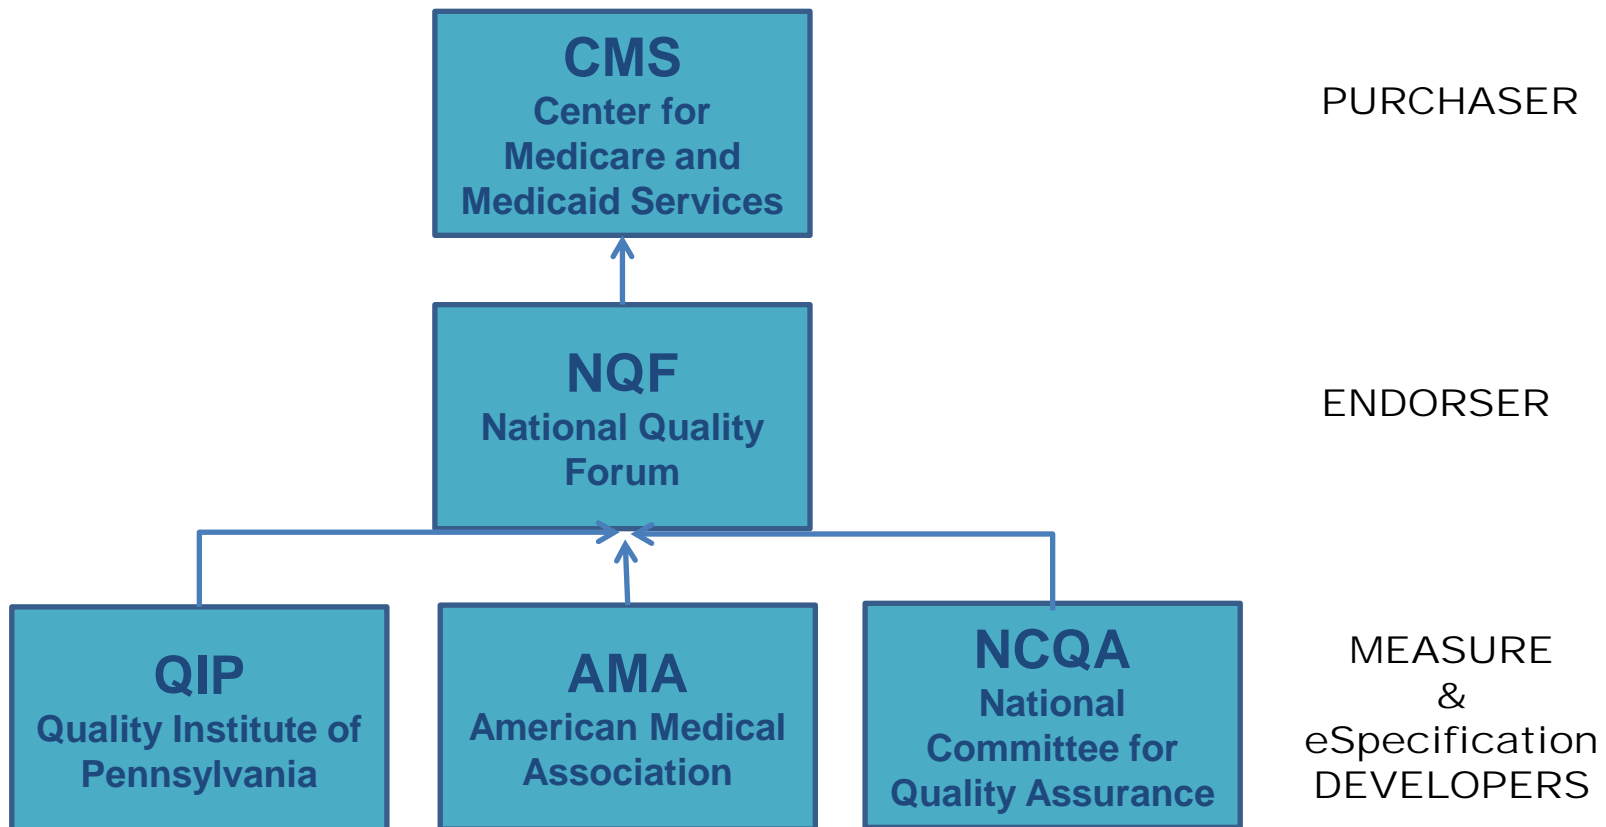 CMS
Center for
Medicare and
Medicaid Services
PURCHASER
NQF
National Quality
Forum
ENDORSER
QIP
Quality Institute of
Pennsylvania
AMA
American Medical
Association
NCQA
National
Committee for
Quality Assurance
MEASURE
&
eSpecification
DEVELOPERS